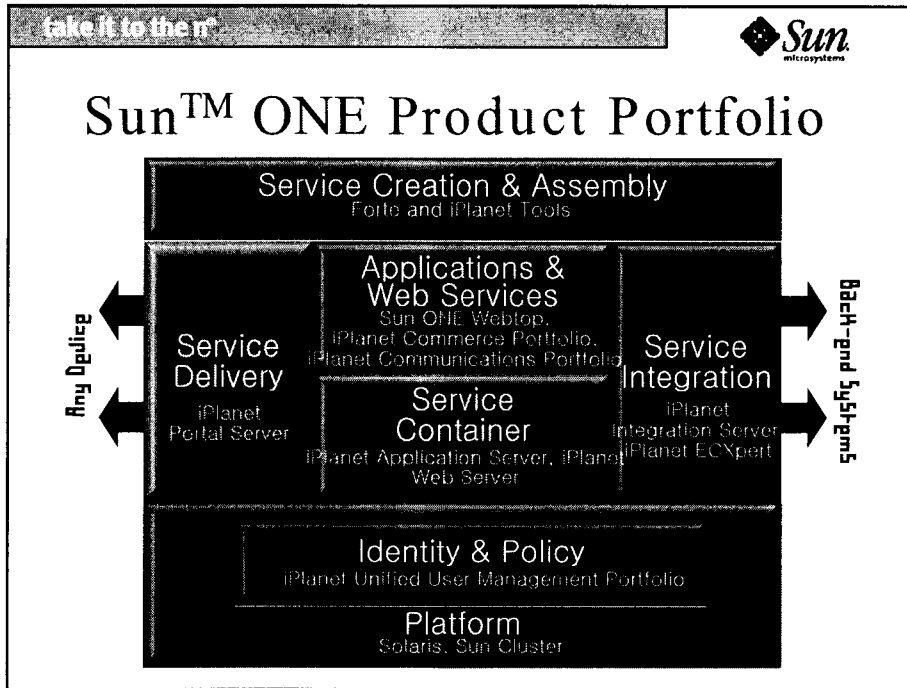 take it to the nº
Sun
microsystems
Sun™ ONE Product Portfolio
Service Creation & Assembly
Forte and iPlanet Tools
Any Device
Service
Delivery
iPlanet
Portal Server
Applications &
Web Services
Sun ONE Webtop,
iPlanet Commerce Portfolio,
iPlanet Communications Portfolio
Service
Container
iPlanet Application Server, iPlanet
Web Server
Service
Integration
iPlanet
Integration Server
iPlanet ECXpert
Back-end Systems
Identity & Policy
iPlanet Unified User Management Portfolio
Platform
Solaris, Sun Cluster